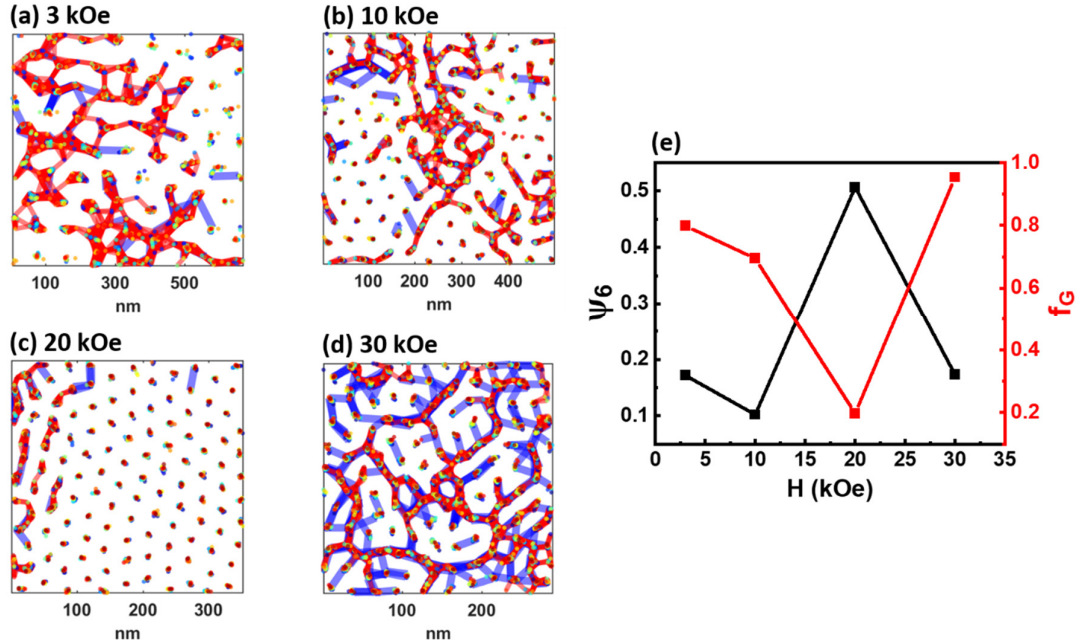 (a) 3 kOe
100 300 500
nm
(b) 10 kOe
100 200 300 400
nm
(c) 20 kOe
100 200 300
nm
(d) 30 kOe
100 200
nm
(e)
0.5
0.4
0.3
0.2
0.1
ψ6
1.0
0.8
0.6
0.4
0.2
fG
0 5 10 15 20 25 30 35
H (kOe)